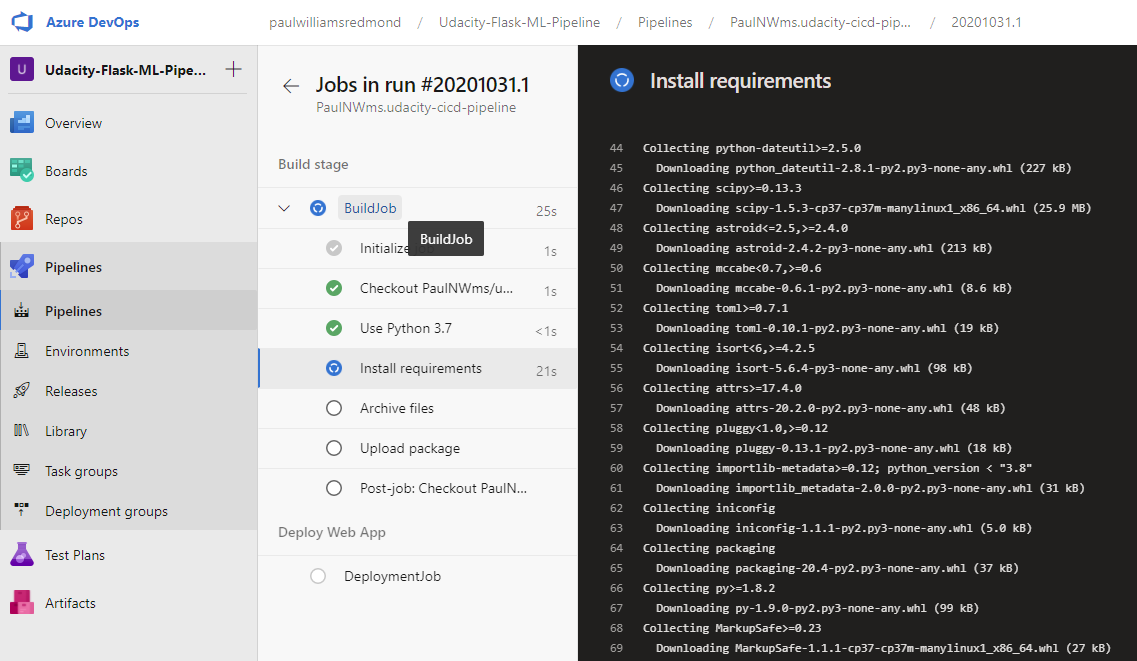 Azure DevOps
paulwilliamsredmond / Udacity-Flask-ML-Pipeline / Pipelines / PaulNWms.udacity-cicd-pip... / 20201031.1
U Udacity-Flask-ML-Pipe...
Overview
Boards
Repos
Pipelines
Pipelines
Environments
Releases
Library
Task groups
Deployment groups
Test Plans
Artifacts
Jobs in run #20201031.1
PaulNWms.udacity-cicd-pipeline
Build stage
BuildJob 25s
BuildJob
Initialize 1s
Checkout PaulNWms/u... 1s
Use Python 3.7 <1s
Install requirements 21s
Archive files
Upload package
Post-job: Checkout PaulN...
Deploy Web App
DeploymentJob
Install requirements
44 Collecting python-dateutil>=2.5.0
45 Downloading python_dateutil-2.8.1-py2.py3-none-any.whl (227 kB)
46 Collecting scipy>=0.13.3
47 Downloading scipy-1.5.3-cp37-cp37m-manylinux1_x86_64.whl (25.9 MB)
48 Collecting astroid<=2.5,>=2.4.0
49 Downloading astroid-2.4.2-py3-none-any.whl (213 kB)
50 Collecting mccabe<0.7,>=0.6
51 Downloading mccabe-0.6.1-py2.py3-none-any.whl (8.6 kB)
52 Collecting toml>=0.7.1
53 Downloading toml-0.10.1-py2.py3-none-any.whl (19 kB)
54 Collecting isort<6,>=4.2.5
55 Downloading isort-5.6.4-py3-none-any.whl (98 kB)
56 Collecting attrs>=17.4.0
57 Downloading attrs-20.2.0-py2.py3-none-any.whl (48 kB)
58 Collecting pluggy<1.0,>=0.12
59 Downloading pluggy-0.13.1-py2.py3-none-any.whl (18 kB)
60 Collecting importlib-metadata>=0.12; python_version < "3.8"
61 Downloading importlib_metadata-2.0.0-py2.py3-none-any.whl (31 kB)
62 Collecting iniconfig
63 Downloading iniconfig-1.1.1-py2.py3-none-any.whl (5.0 kB)
64 Collecting packaging
65 Downloading packaging-20.4-py2.py3-none-any.whl (37 kB)
66 Collecting py>=1.8.2
67 Downloading py-1.9.0-py2.py3-none-any.whl (99 kB)
68 Collecting MarkupSafe>=0.23
69 Downloading MarkupSafe-1.1.1-cp37-cp37m-manylinux1_x86_64.whl (27 kB)